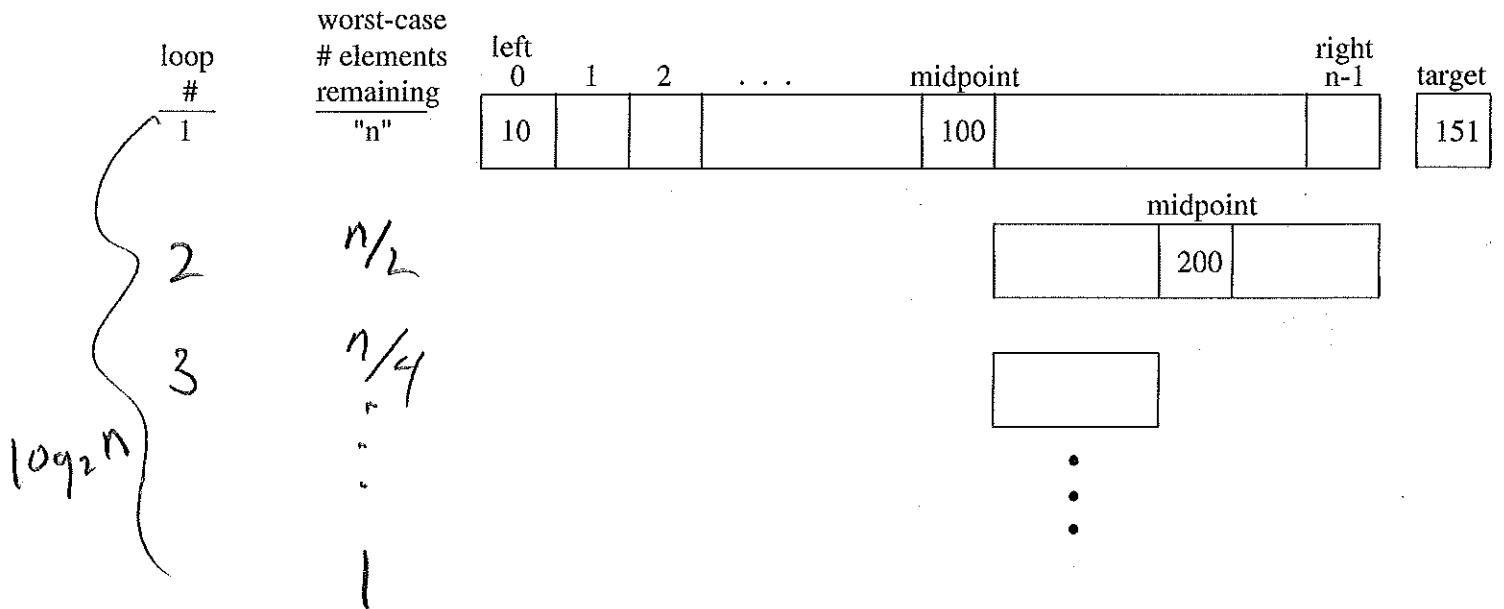 worst-case
loop # elements left right
# remaining 0 1 2 . . . midpoint n-1 target
1 "n" 10 100 151
midpoint
2 n/2 200
3 n/4
log₂n
1